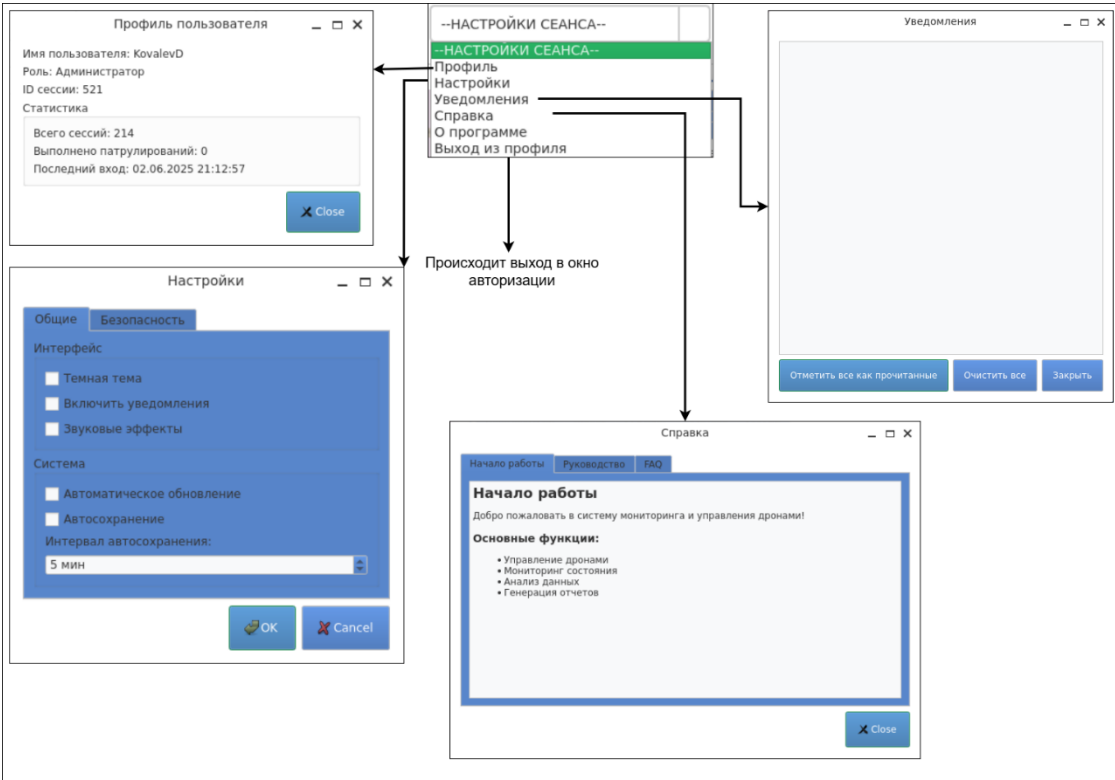 Профиль пользователя
Имя пользователя: KovalevD
Роль: Администратор
ID сессии: 521
Статистика
Всего сессий: 214
Выполнено патрулирований: 0
Последний вход: 02.06.2025 21:12:57
Close
--НАСТРОЙКИ СЕАНСА--
--НАСТРОЙКИ СЕАНСА--
Профиль
Настройки
Уведомления
Справка
О программе
Выход из профиля
Происходит выход в окно
авторизации
Уведомления
Отметить все как прочитанные
Очистить все
Закрыть
Настройки
Общие
Безопасность
Интерфейс
Темная тема
Включить уведомления
Звуковые эффекты
Система
Автоматическое обновление
Автосохранение
Интервал автосохранения:
5 мин
OK
Cancel
Справка
Начало работы
Руководство
FAQ
Начало работы
Добро пожаловать в систему мониторинга и управления дронами!
Основные функции:
• Управление дронами
• Мониторинг состояния
• Анализ данных
• Генерация отчетов
Close